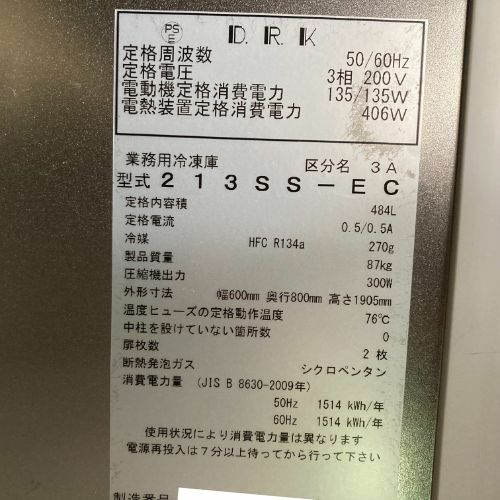 PS
E
D.R.K
定格周波数 50/60Hz
定格電圧 3相 200V
電動機定格消費電力 135/135W
電熱装置定格消費電力 406W
業務用冷凍庫 区分名 3A
型式 213SS-EC
定格内容積 484L
定格電流 0.5/0.5A
冷媒 HFC R134a 270g
製品質量 87kg
圧縮機出力 300W
外形寸法 幅600mm 奥行800mm 高さ1905mm
温度ヒューズの定格動作温度 76℃
中柱を設けていない箇所数 0
扉枚数 2枚
断熱発泡ガス シクロペンタン
消費電力量 (JIS B 8630-2009年)
50Hz 1514 kWh/年
60Hz 1514 kWh/年
使用状況により消費電力量は異なります
電源再投入は7分以上待ってから行って下さい
製造番号